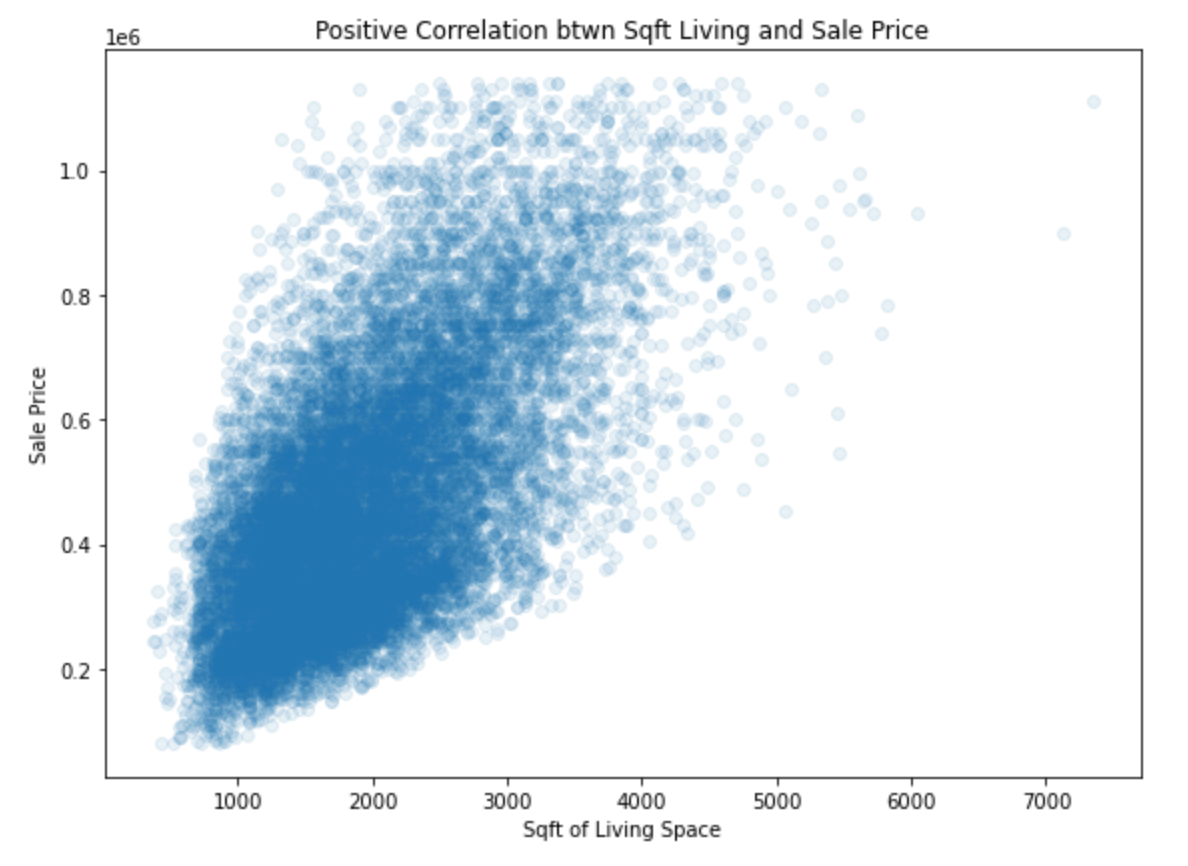 Positive Correlation btwn Sqft Living and Sale Price
1e6
1.0
0.8
0.6
0.4
0.2
Sale Price
1000 2000 3000 4000 5000 6000 7000
Sqft of Living Space